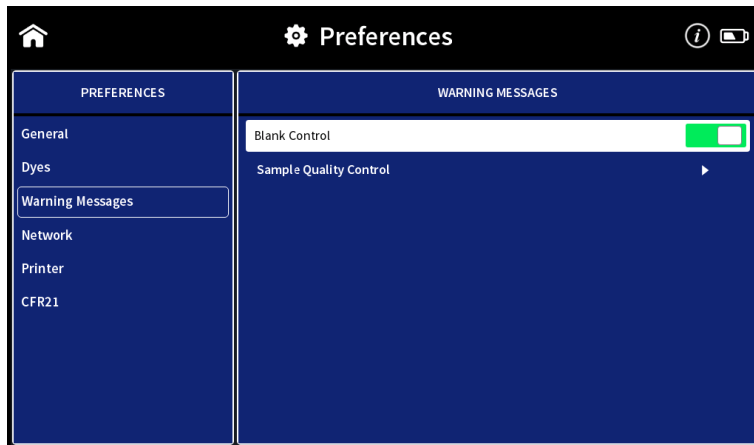 Preferences
PREFERENCES
General
Dyes
Warning Messages
Network
Printer
CFR21
WARNING MESSAGES
Blank Control
Sample Quality Control